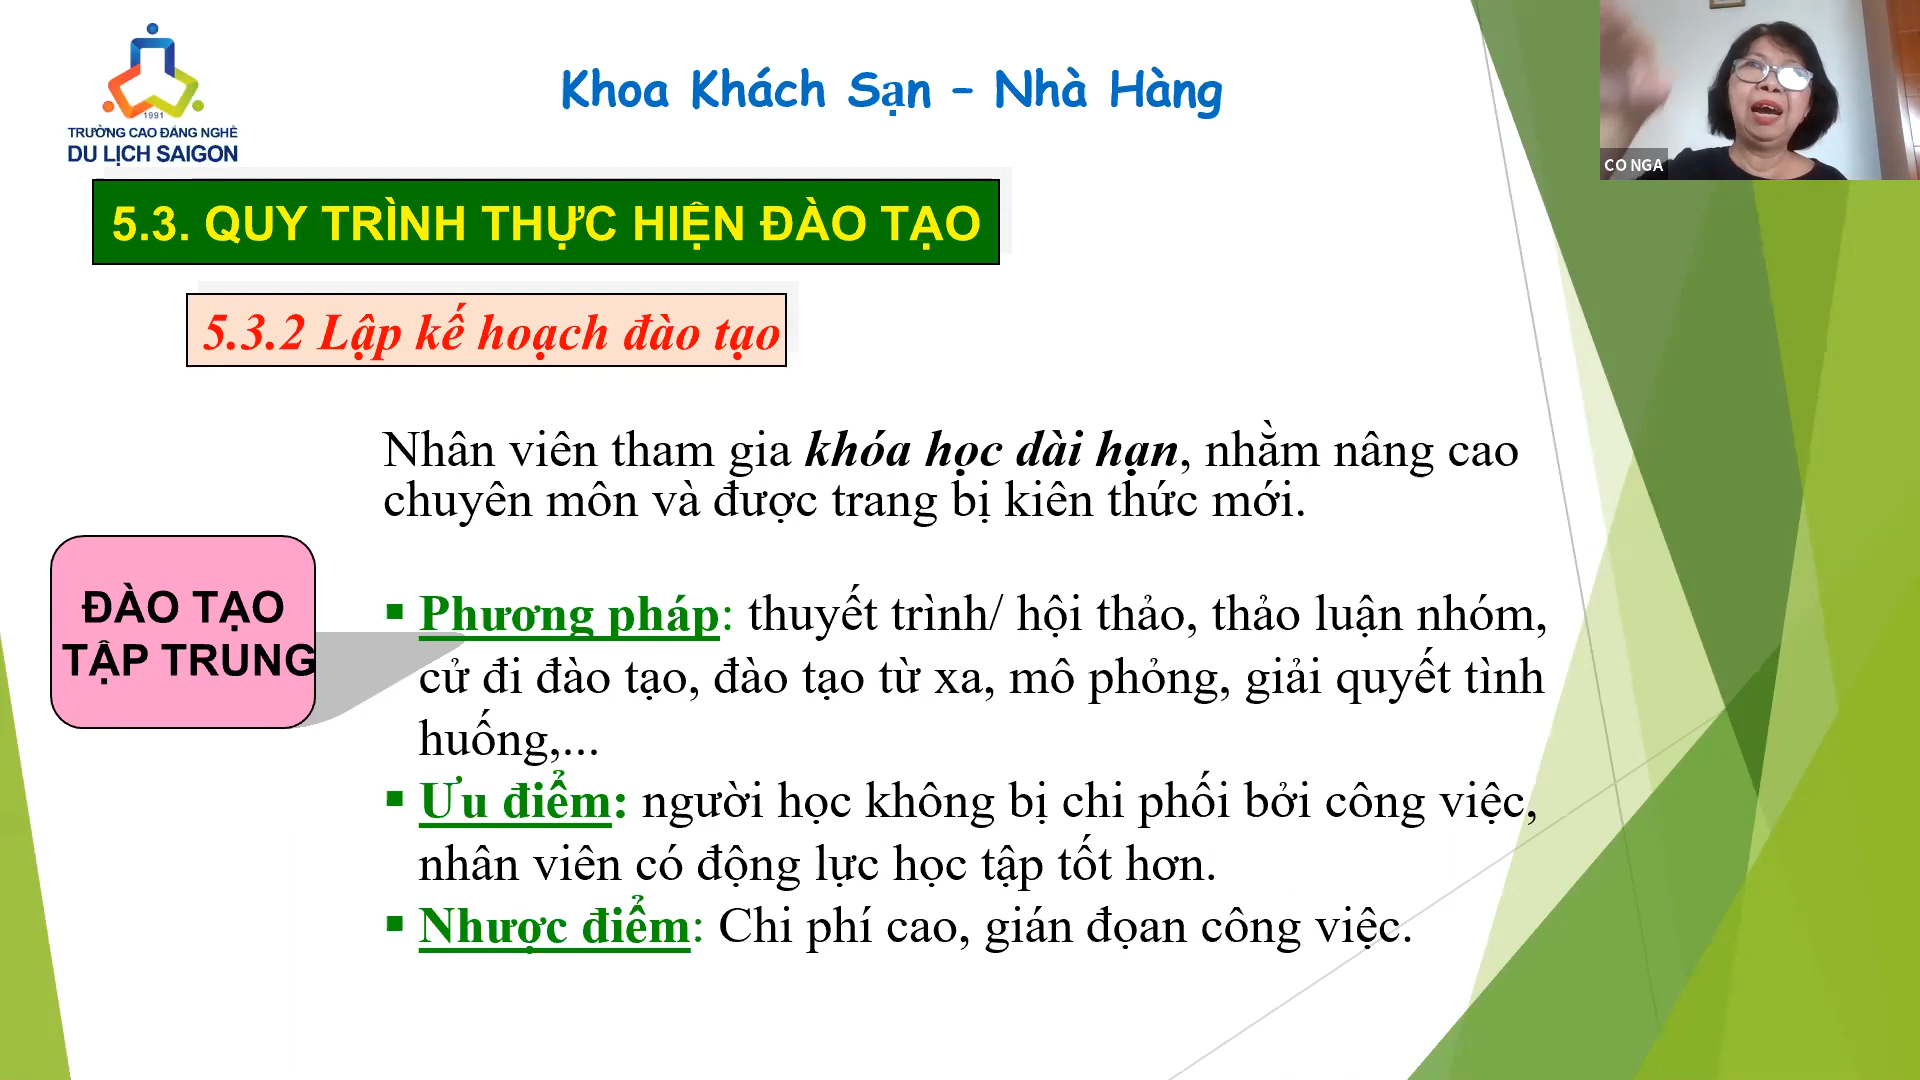 1991
TRƯỜNG CAO ĐẲNG NGHỀ
DU LỊCH SAIGON
Khoa Khách Sạn – Nhà Hàng
CO NGA
5.3. QUY TRÌNH THỰC HIỆN ĐÀO TẠO
5.3.2 Lập kế hoạch đào tạo
Nhân viên tham gia khóa học dài hạn, nhằm nâng cao
chuyên môn và được trang bị kiên thức mới.
ĐÀO TẠO
TẬP TRUNG
▪ Phương pháp: thuyết trình/ hội thảo, thảo luận nhóm,
cử đi đào tạo, đào tạo từ xa, mô phỏng, giải quyết tình
huống,...
▪ Ưu điểm: người học không bị chi phối bởi công việc,
nhân viên có động lực học tập tốt hơn.
▪ Nhược điểm: Chi phí cao, gián đọan công việc.